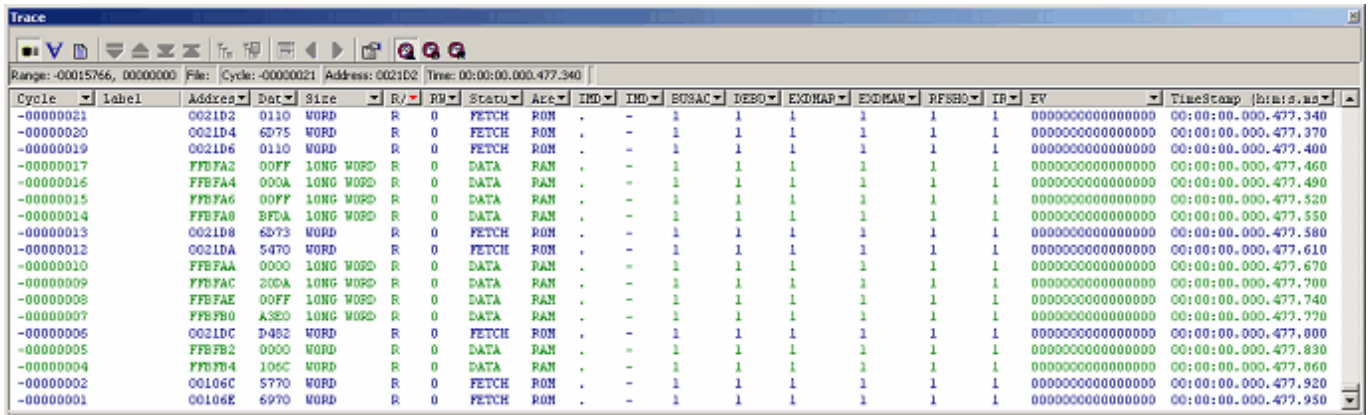 Trace
Range: -00015766, 00000000 File: Cycle: -00000021 Address: 0021D2 Time: 00:00:00.000.477.340
Cycle Label Addres Dat Size R/ RW Statu Are IMD IMD BUSAC DEBU EXDMAR EXDMAW RFSHO IR EV TimeStamp (h:m:s.ms
-00000021 0021D2 0110 WORD R 0 FETCH ROM . - 1 1 1 1 1 1 0000000000000000 00:00:00.000.477.340
-00000020 0021D4 6D75 WORD R 0 FETCH ROM . - 1 1 1 1 1 1 0000000000000000 00:00:00.000.477.370
-00000019 0021D6 0110 WORD R 0 FETCH ROM . - 1 1 1 1 1 1 0000000000000000 00:00:00.000.477.400
-00000017 FFBFA2 00FF LONG WORD R 0 DATA RAM . - 1 1 1 1 1 1 0000000000000000 00:00:00.000.477.460
-00000016 FFBFA4 000A LONG WORD R 0 DATA RAM . - 1 1 1 1 1 1 0000000000000000 00:00:00.000.477.490
-00000015 FFBFA6 00FF LONG WORD R 0 DATA RAM . - 1 1 1 1 1 1 0000000000000000 00:00:00.000.477.520
-00000014 FFBFA8 BFDA LONG WORD R 0 DATA RAM . - 1 1 1 1 1 1 0000000000000000 00:00:00.000.477.550
-00000013 0021D8 6D73 WORD R 0 FETCH ROM . - 1 1 1 1 1 1 0000000000000000 00:00:00.000.477.580
-00000012 0021DA 5470 WORD R 0 FETCH ROM . - 1 1 1 1 1 1 0000000000000000 00:00:00.000.477.610
-00000010 FFBFAA 0000 LONG WORD R 0 DATA RAM . - 1 1 1 1 1 1 0000000000000000 00:00:00.000.477.670
-00000009 FFBFAC 20DA LONG WORD R 0 DATA RAM . - 1 1 1 1 1 1 0000000000000000 00:00:00.000.477.700
-00000008 FFBFAE 00FF LONG WORD R 0 DATA RAM . - 1 1 1 1 1 1 0000000000000000 00:00:00.000.477.740
-00000007 FFBFB0 A3E0 LONG WORD R 0 DATA RAM . - 1 1 1 1 1 1 0000000000000000 00:00:00.000.477.770
-00000006 0021DC D482 WORD R 0 FETCH ROM . - 1 1 1 1 1 1 0000000000000000 00:00:00.000.477.800
-00000005 FFBFB2 0000 LONG WORD R 0 DATA RAM . - 1 1 1 1 1 1 0000000000000000 00:00:00.000.477.830
-00000004 FFBFB4 106C LONG WORD R 0 DATA RAM . - 1 1 1 1 1 1 0000000000000000 00:00:00.000.477.860
-00000002 00106C 5770 WORD R 0 FETCH ROM . - 1 1 1 1 1 1 0000000000000000 00:00:00.000.477.920
-00000001 00106E 6970 WORD R 0 FETCH ROM . - 1 1 1 1 1 1 0000000000000000 00:00:00.000.477.950